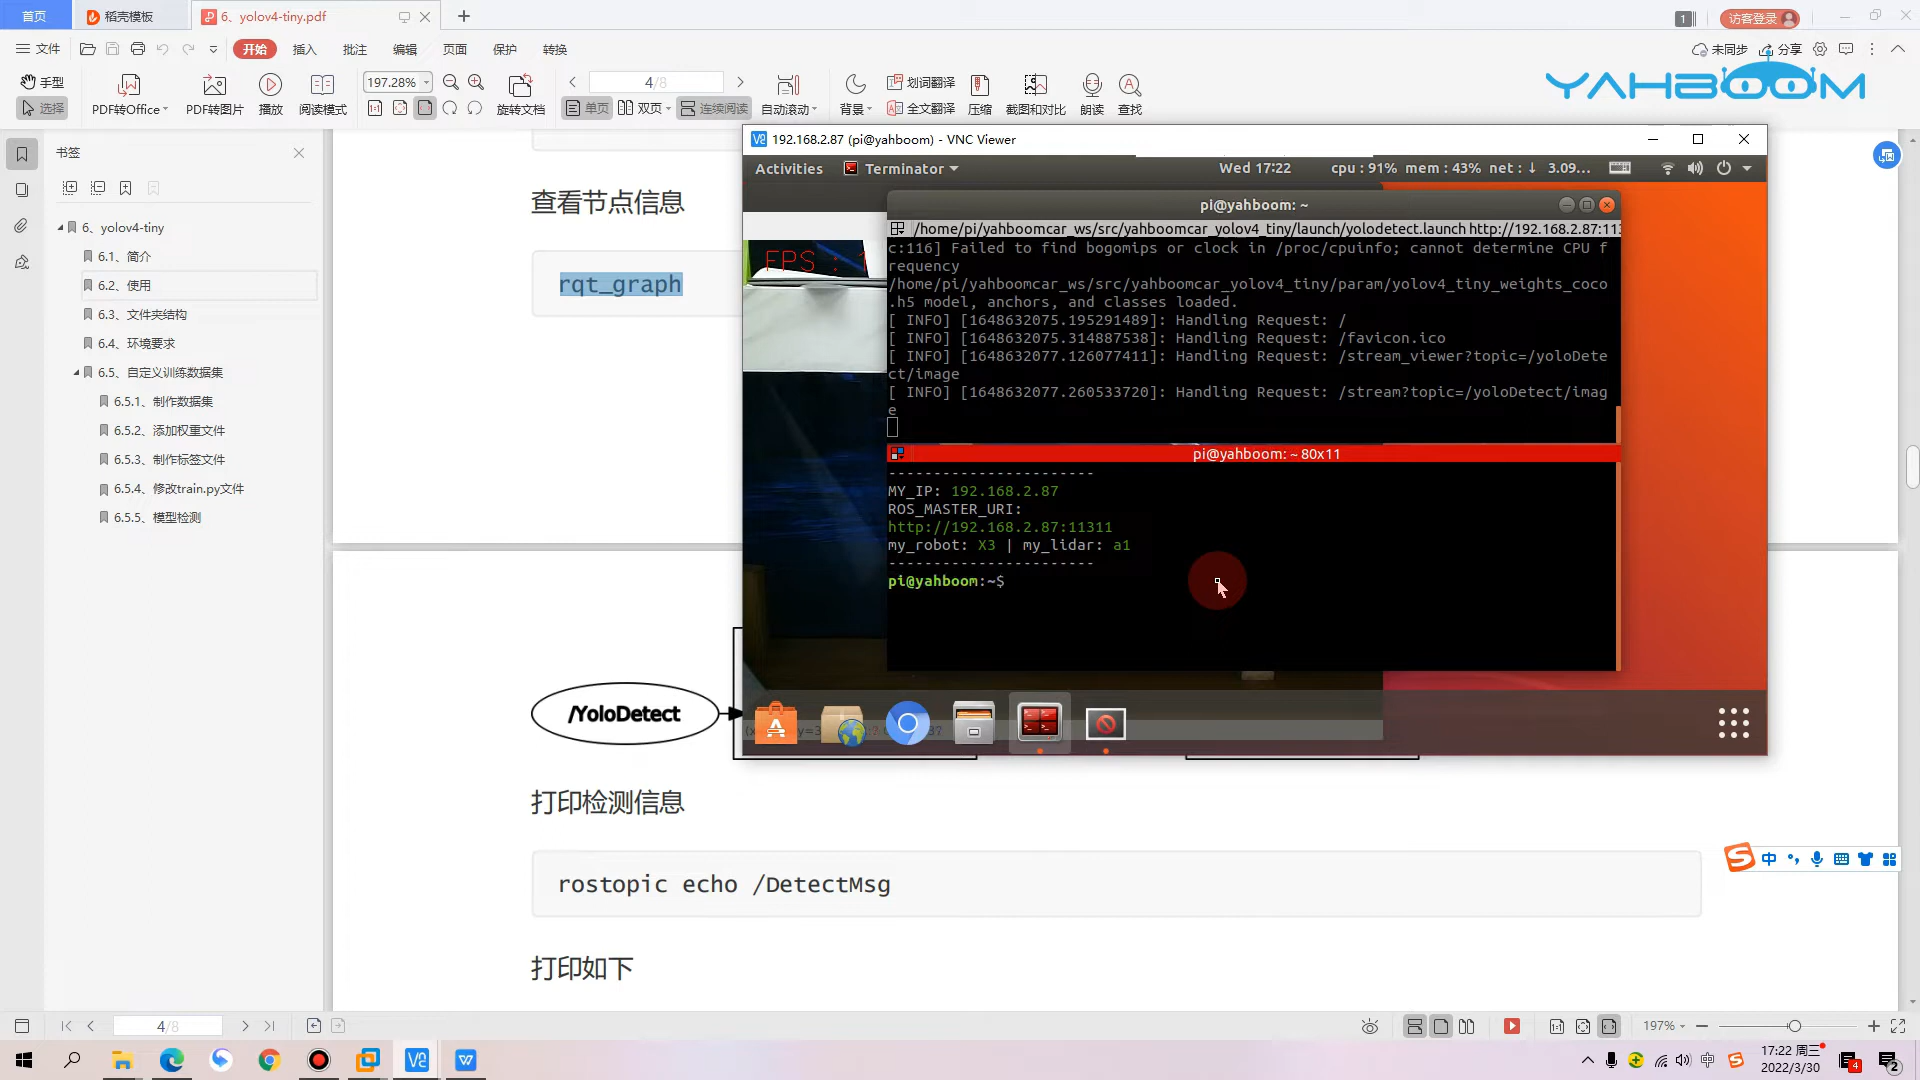 首页
稻壳模板
6、yolov4-tiny.pdf
1
访客登录
文件
开始
插入
批注
编辑
页面
保护
转换
未同步
分享
手型
选择
PDF转Office
PDF转图片
播放
阅读模式
197.28%
旋转文档
4/8
单页
双页
连续阅读
自动滚动
背景
划词翻译
全文翻译
压缩
截图和对比
朗读
查找
YAHBOOM
书签
6、yolov4-tiny
6.1、简介
6.2、使用
6.3、文件夹结构
6.4、环境要求
6.5、自定义训练数据集
6.5.1、制作数据集
6.5.2、添加权重文件
6.5.3、制作标签文件
6.5.4、修改train.py文件
6.5.5、模型检测
查看节点信息
rqt_graph
192.168.2.87 (pi@yahboom) - VNC Viewer
Activities
Terminator
Wed 17:22
cpu : 91% mem : 43% net : ↓ 3.09...
FPS : 1
pi@yahboom: ~
/home/pi/yahboomcar_ws/src/yahboomcar_yolov4_tiny/launch/yolodetect.launch http://192.168.2.87:113
c:116] Failed to find bogomips or clock in /proc/cpuinfo; cannot determine CPU f
requency
/home/pi/yahboomcar_ws/src/yahboomcar_yolov4_tiny/param/yolov4_tiny_weights_coco
.h5 model, anchors, and classes loaded.
[ INFO] [1648632075.195291489]: Handling Request: /
[ INFO] [1648632075.314887538]: Handling Request: /favicon.ico
[ INFO] [1648632077.126077411]: Handling Request: /stream_viewer?topic=/yoloDete
ct/image
[ INFO] [1648632077.260533720]: Handling Request: /stream?topic=/yoloDetect/imag
e
pi@yahboom: ~ 80x11
-----------------------
MY_IP: 192.168.2.87
ROS_MASTER_URI:
http://192.168.2.87:11311
my_robot: X3 | my_lidar: a1
-----------------------
pi@yahboom:~$
/YoloDetect
打印检测信息
rostopic echo /DetectMsg
打印如下
中
4/8
197%
中
17:22 周三
2022/3/30
4
2